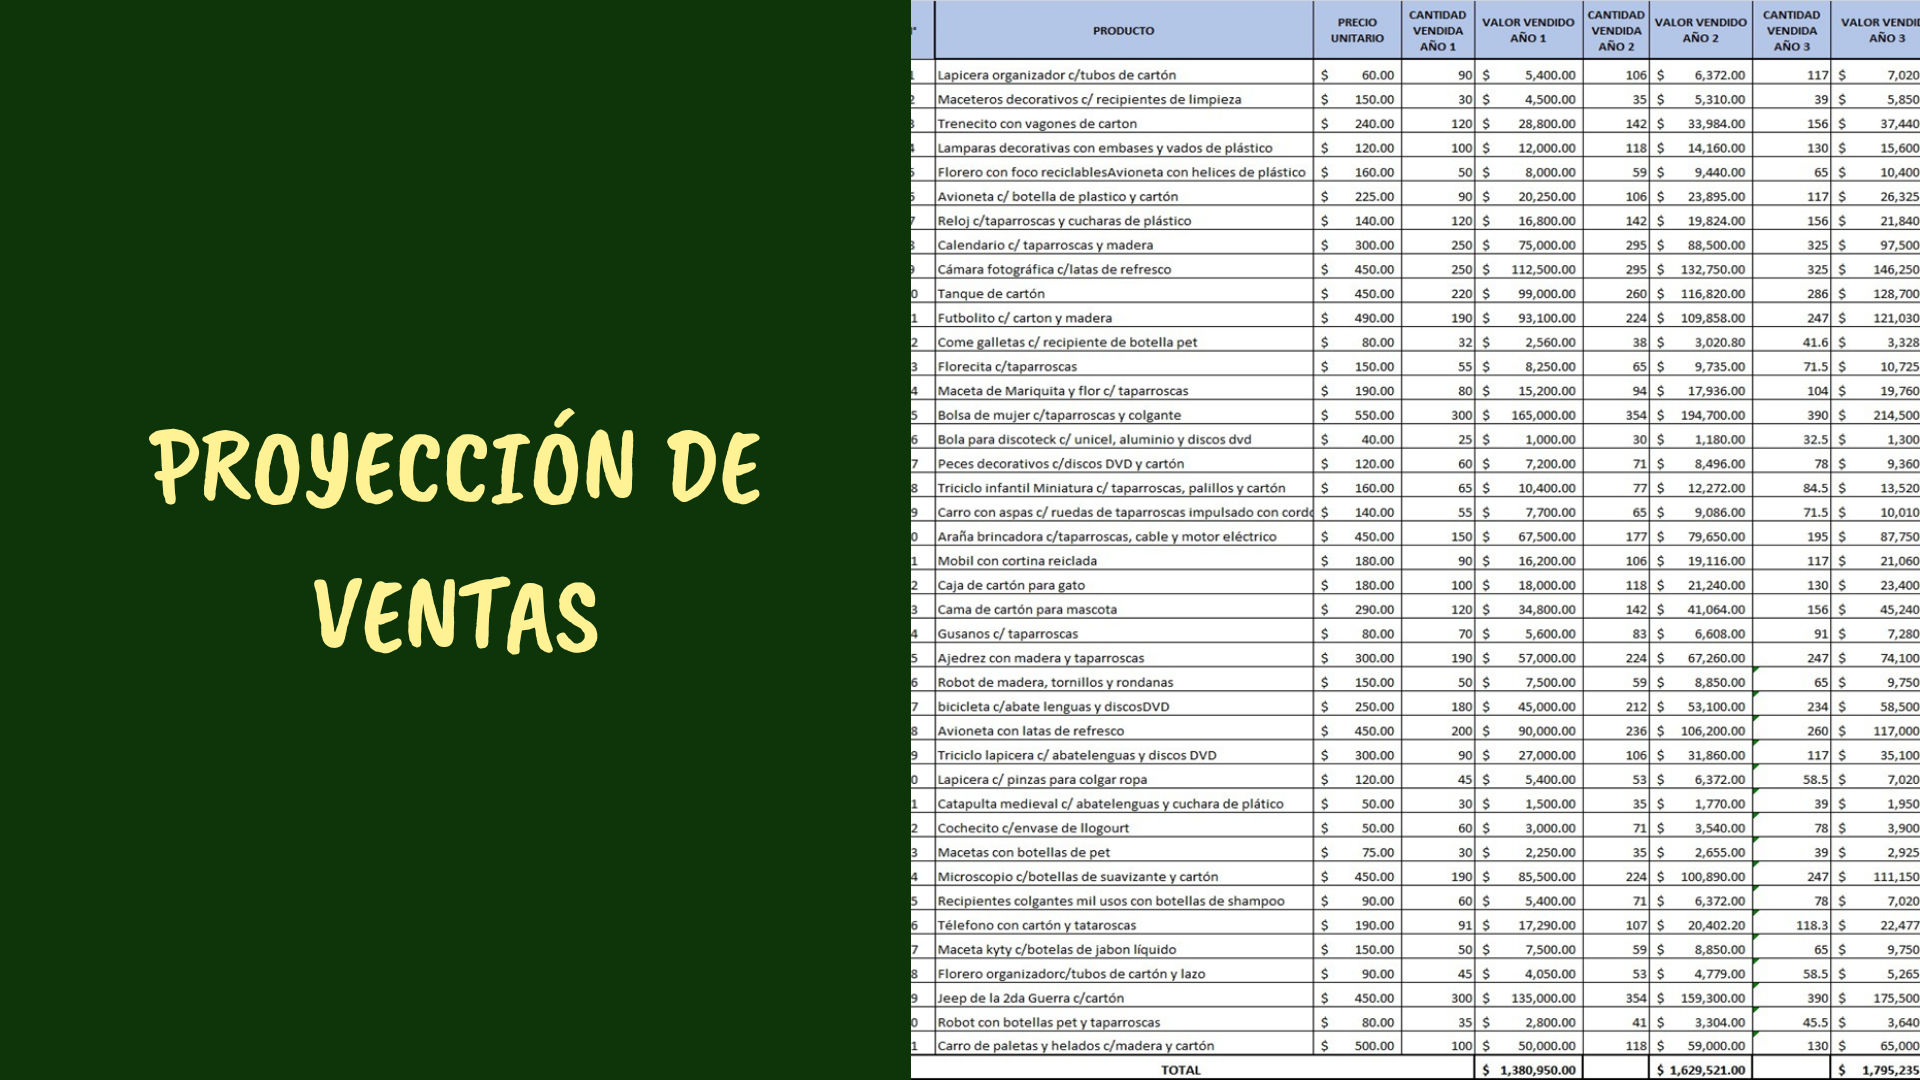 PROYECCIÓN DE
VENTAS
PRODUCTO PRECIO UNITARIO CANTIDAD VENDIDA AÑO 1 VALOR VENDIDO AÑO 1 CANTIDAD VENDIDA AÑO 2 VALOR VENDIDO AÑO 2 CANTIDAD VENDIDA AÑO 3 VALOR VENDI AÑO 3
1 Lapicera organizador c/tubos de cartón $ 60.00 90 $ 5,400.00 106 $ 6,372.00 117 $ 7,020
2 Maceteros decorativos c/ recipientes de limpieza $ 150.00 30 $ 4,500.00 35 $ 5,310.00 39 $ 5,850
3 Trenecito con vagones de carton $ 240.00 120 $ 28,800.00 142 $ 33,984.00 156 $ 37,440
4 Lamparas decorativas con embases y vados de plástico $ 120.00 100 $ 12,000.00 118 $ 14,160.00 130 $ 15,600
5 Florero con foco reciclablesAvioneta con helices de plástico $ 160.00 50 $ 8,000.00 59 $ 9,440.00 65 $ 10,400
6 Avioneta c/ botella de plastico y cartón $ 225.00 90 $ 20,250.00 106 $ 23,895.00 117 $ 26,325
7 Reloj c/taparroscas y cucharas de plástico $ 140.00 120 $ 16,800.00 142 $ 19,824.00 156 $ 21,840
8 Calendario c/ taparroscas y madera $ 300.00 250 $ 75,000.00 295 $ 88,500.00 325 $ 97,500
9 Cámara fotográfica c/latas de refresco $ 450.00 250 $ 112,500.00 295 $ 132,750.00 325 $ 146,250
0 Tanque de cartón $ 450.00 220 $ 99,000.00 260 $ 116,820.00 286 $ 128,700
1 Futbolito c/ carton y madera $ 490.00 190 $ 93,100.00 224 $ 109,858.00 247 $ 121,030
2 Come galletas c/ recipiente de botella pet $ 80.00 32 $ 2,560.00 38 $ 3,020.80 41.6 $ 3,328
3 Florecita c/taparroscas $ 150.00 55 $ 8,250.00 65 $ 9,735.00 71.5 $ 10,725
4 Maceta de Mariquita y flor c/ taparroscas $ 190.00 80 $ 15,200.00 94 $ 17,936.00 104 $ 19,760
5 Bolsa de mujer c/taparroscas y colgante $ 550.00 300 $ 165,000.00 354 $ 194,700.00 390 $ 214,500
6 Bola para discoteck c/ unicel, aluminio y discos dvd $ 40.00 25 $ 1,000.00 30 $ 1,180.00 32.5 $ 1,300
7 Peces decorativos c/discos DVD y cartón $ 120.00 60 $ 7,200.00 71 $ 8,496.00 78 $ 9,360
8 Triciclo infantil Miniatura c/ taparroscas, palillos y cartón $ 160.00 65 $ 10,400.00 77 $ 12,272.00 84.5 $ 13,520
9 Carro con aspas c/ ruedas de taparroscas impulsado con cordo $ 140.00 55 $ 7,700.00 65 $ 9,086.00 71.5 $ 10,010
0 Araña brincadora c/taparroscas, cable y motor eléctrico $ 450.00 150 $ 67,500.00 177 $ 79,650.00 195 $ 87,750
1 Mobil con cortina reiclada $ 180.00 90 $ 16,200.00 106 $ 19,116.00 117 $ 21,060
2 Caja de cartón para gato $ 180.00 100 $ 18,000.00 118 $ 21,240.00 130 $ 23,400
3 Cama de cartón para mascota $ 290.00 120 $ 34,800.00 142 $ 41,064.00 156 $ 45,240
4 Gusanos c/ taparroscas $ 80.00 70 $ 5,600.00 83 $ 6,608.00 91 $ 7,280
5 Ajedrez con madera y taparroscas $ 300.00 190 $ 57,000.00 224 $ 67,260.00 247 $ 74,100
6 Robot de madera, tornillos y rondanas $ 150.00 50 $ 7,500.00 59 $ 8,850.00 65 $ 9,750
7 bicicleta c/abate lenguas y discosDVD $ 250.00 180 $ 45,000.00 212 $ 53,100.00 234 $ 58,500
8 Avioneta con latas de refresco $ 450.00 200 $ 90,000.00 236 $ 106,200.00 260 $ 117,000
9 Triciclo lapicera c/ abatelenguas y discos DVD $ 300.00 90 $ 27,000.00 106 $ 31,860.00 117 $ 35,100
0 Lapicera c/ pinzas para colgar ropa $ 120.00 45 $ 5,400.00 53 $ 6,372.00 58.5 $ 7,020
1 Catapulta medieval c/ abatelenguas y cuchara de plático $ 50.00 30 $ 1,500.00 35 $ 1,770.00 39 $ 1,950
2 Cochecito c/envase de llogourt $ 50.00 60 $ 3,000.00 71 $ 3,540.00 78 $ 3,900
3 Macetas con botellas de pet $ 75.00 30 $ 2,250.00 35 $ 2,655.00 39 $ 2,925
4 Microscopio c/botellas de suavizante y cartón $ 450.00 190 $ 85,500.00 224 $ 100,890.00 247 $ 111,150
5 Recipientes colgantes mil usos con botellas de shampoo $ 90.00 60 $ 5,400.00 71 $ 6,372.00 78 $ 7,020
6 Télefono con cartón y tataroscas $ 190.00 91 $ 17,290.00 107 $ 20,402.20 118.3 $ 22,477
7 Maceta kyty c/botelas de jabon líquido $ 150.00 50 $ 7,500.00 59 $ 8,850.00 65 $ 9,750
8 Florero organizadorc/tubos de cartón y lazo $ 90.00 45 $ 4,050.00 53 $ 4,779.00 58.5 $ 5,265
9 Jeep de la 2da Guerra c/cartón $ 450.00 300 $ 135,000.00 354 $ 159,300.00 390 $ 175,500
0 Robot con botellas pet y taparroscas $ 80.00 35 $ 2,800.00 41 $ 3,304.00 45.5 $ 3,640
1 Carro de paletas y helados c/madera y cartón $ 500.00 100 $ 50,000.00 118 $ 59,000.00 130 $ 65,000
TOTAL $ 1,380,950.00 $ 1,629,521.00 $ 1,795,235